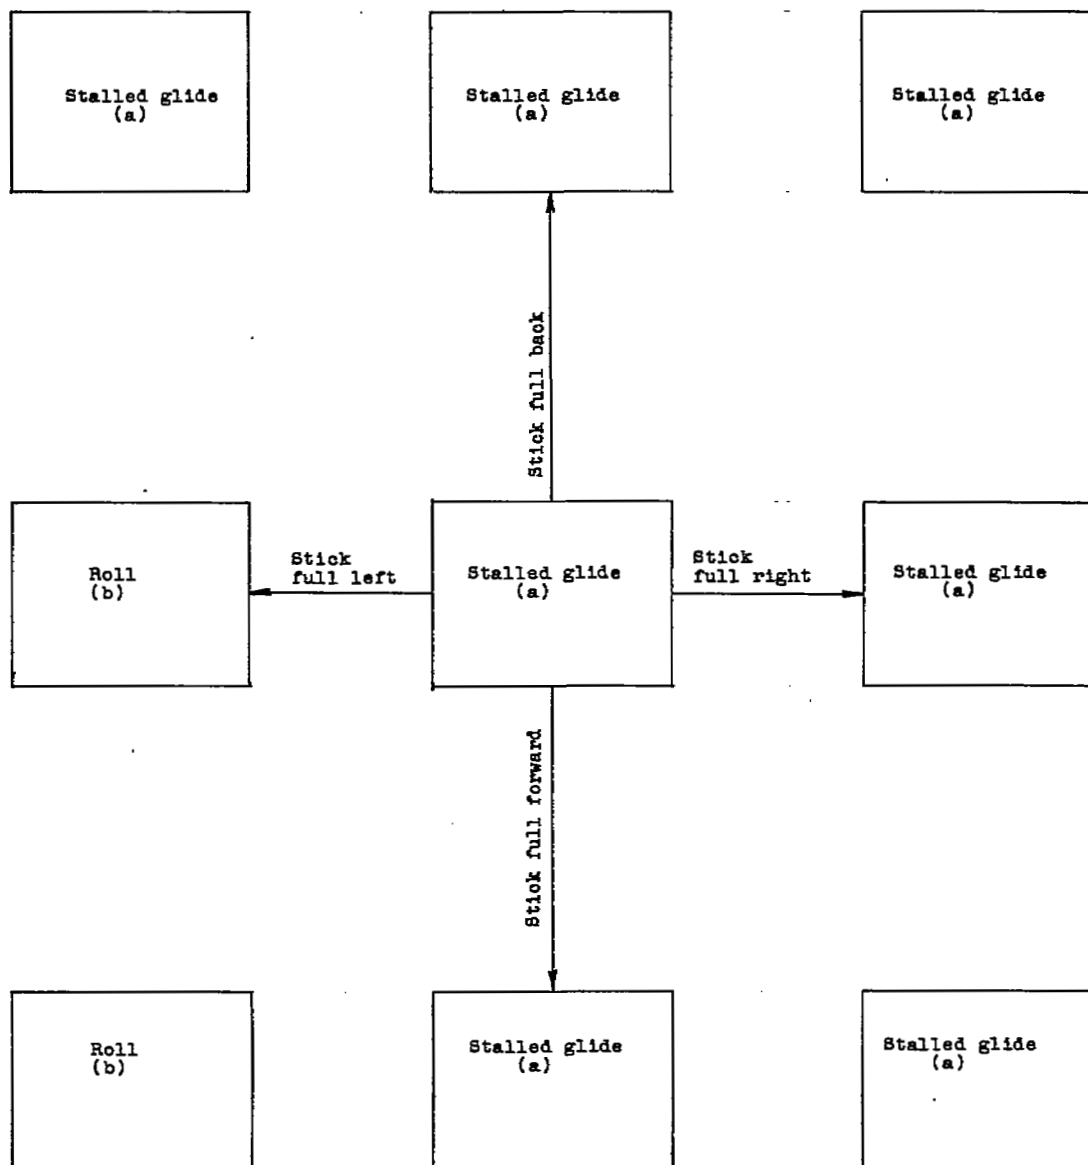 Stalled glide
(a)
Stalled glide
(a)
Stalled glide
(a)
Stick full back
Roll
(b)
Stick
full left
Stalled glide
(a)
Stick
full right
Stalled glide
(a)
Stick full forward
Roll
(b)
Stalled glide
(a)
Stalled glide
(a)